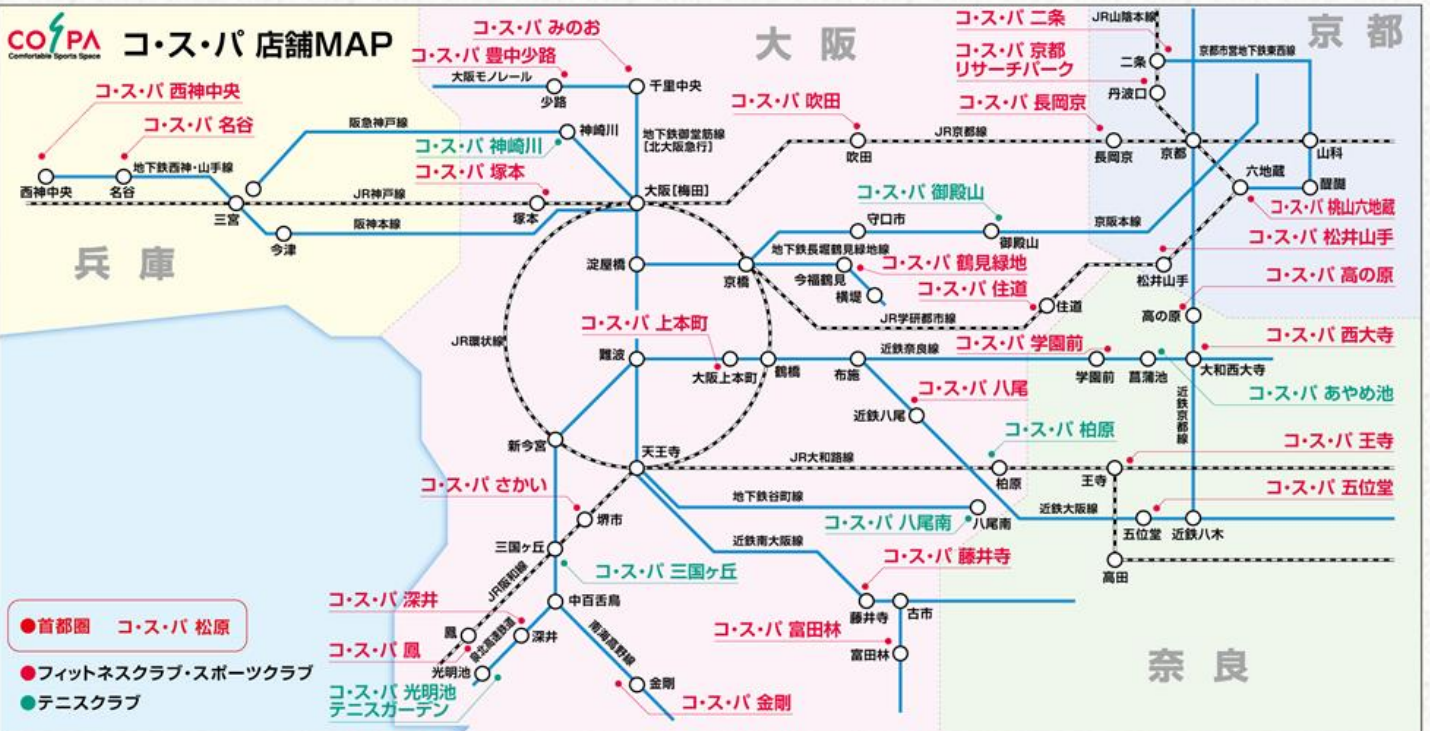 COSPA
Comfortable Sports Space
コ・ス・パ 店舗MAP
大阪
京都
兵庫
奈良
コ・ス・パ 西神中央
コ・ス・パ 名谷
西神中央
名谷
地下鉄西神・山手線
三宮
阪急神戸線
JR神戸線
阪神本線
今津
コ・ス・パ みのお
コ・ス・パ 豊中少路
大阪モノレール
少路
千里中央
地下鉄御堂筋線
[北大阪急行]
神崎川
コ・ス・パ 神崎川
コ・ス・パ 塚本
塚本
大阪[梅田]
コ・ス・パ 吹田
吹田
JR京都線
コ・ス・パ 長岡京
長岡京
京都
山科
コ・ス・パ 二条
JR山陰本線
コ・ス・パ 京都
リサーチパーク
二条
京都市営地下鉄東西線
丹波口
六地蔵
醍醐
コ・ス・パ 桃山六地蔵
コ・ス・パ 御殿山
守口市
御殿山
京阪本線
コ・ス・パ 松井山手
松井山手
淀屋橋
京橋
地下鉄長堀鶴見緑地線
今福鶴見
横堤
コ・ス・パ 鶴見緑地
コ・ス・パ 住道
住道
JR学研都市線
コ・ス・パ 高の原
高の原
JR環状線
コ・ス・パ 上本町
難波
大阪上本町
鶴橋
布施
近鉄奈良線
コ・ス・パ 学園前
学園前
菖蒲池
大和西大寺
コ・ス・パ 西大寺
コ・ス・パ あやめ池
近鉄京都線
コ・ス・パ 八尾
近鉄八尾
コ・ス・パ 柏原
新今宮
天王寺
JR大和路線
柏原
王寺
コ・ス・パ 王寺
コ・ス・パ さかい
堺市
地下鉄谷町線
コ・ス・パ 八尾南
八尾南
近鉄大阪線
コ・ス・パ 五位堂
五位堂
近鉄八木
高田
三国ヶ丘
近鉄南大阪線
コ・ス・パ 藤井寺
コ・ス・パ 三国ヶ丘
JR阪和線
中百舌鳥
藤井寺
古市
コ・ス・パ 深井
深井
鳳
泉北高速鉄道
南海高野線
コ・ス・パ 富田林
富田林
コ・ス・パ 鳳
光明池
コ・ス・パ 光明池
テニスガーデン
金剛
コ・ス・パ 金剛
●首都圏 コ・ス・パ 松原
●フィットネスクラブ・スポーツクラブ
●テニスクラブ